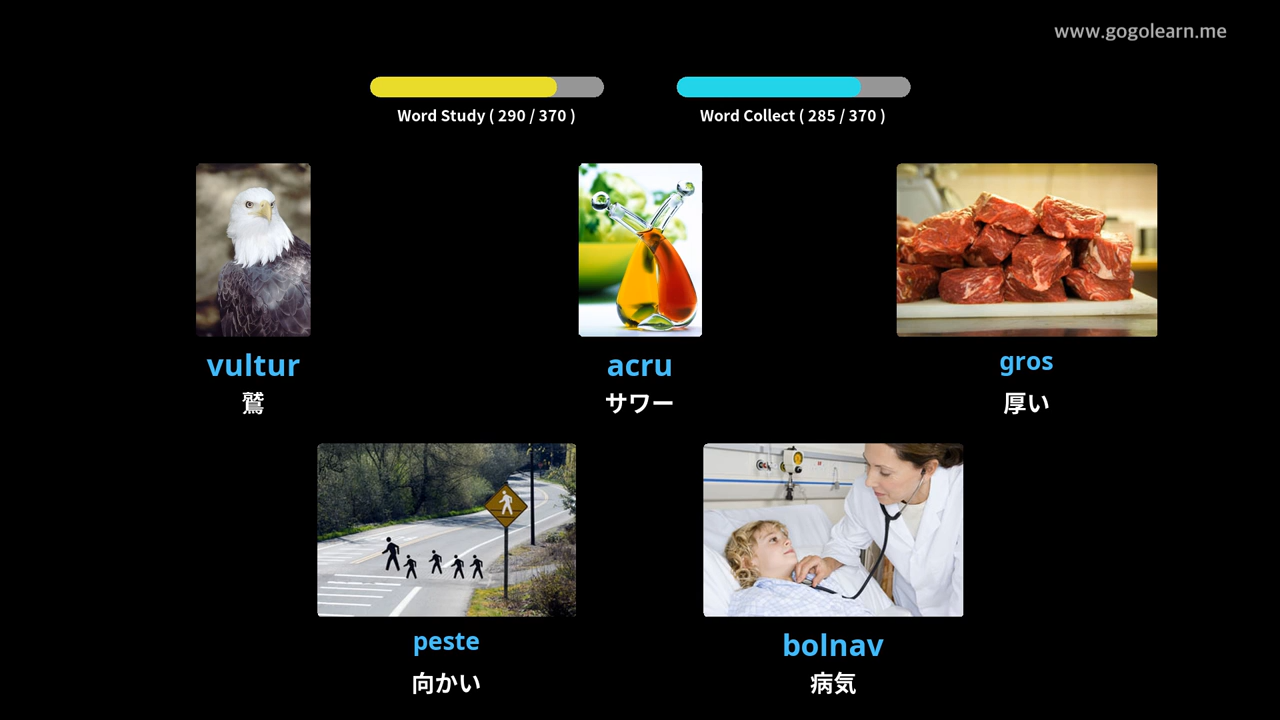 www.gogolearn.me
Word Study ( 290 / 370 )
Word Collect ( 285 / 370 )
vultur
鷲
acru
サワー
gros
厚い
peste
向かい
bolnav
病気